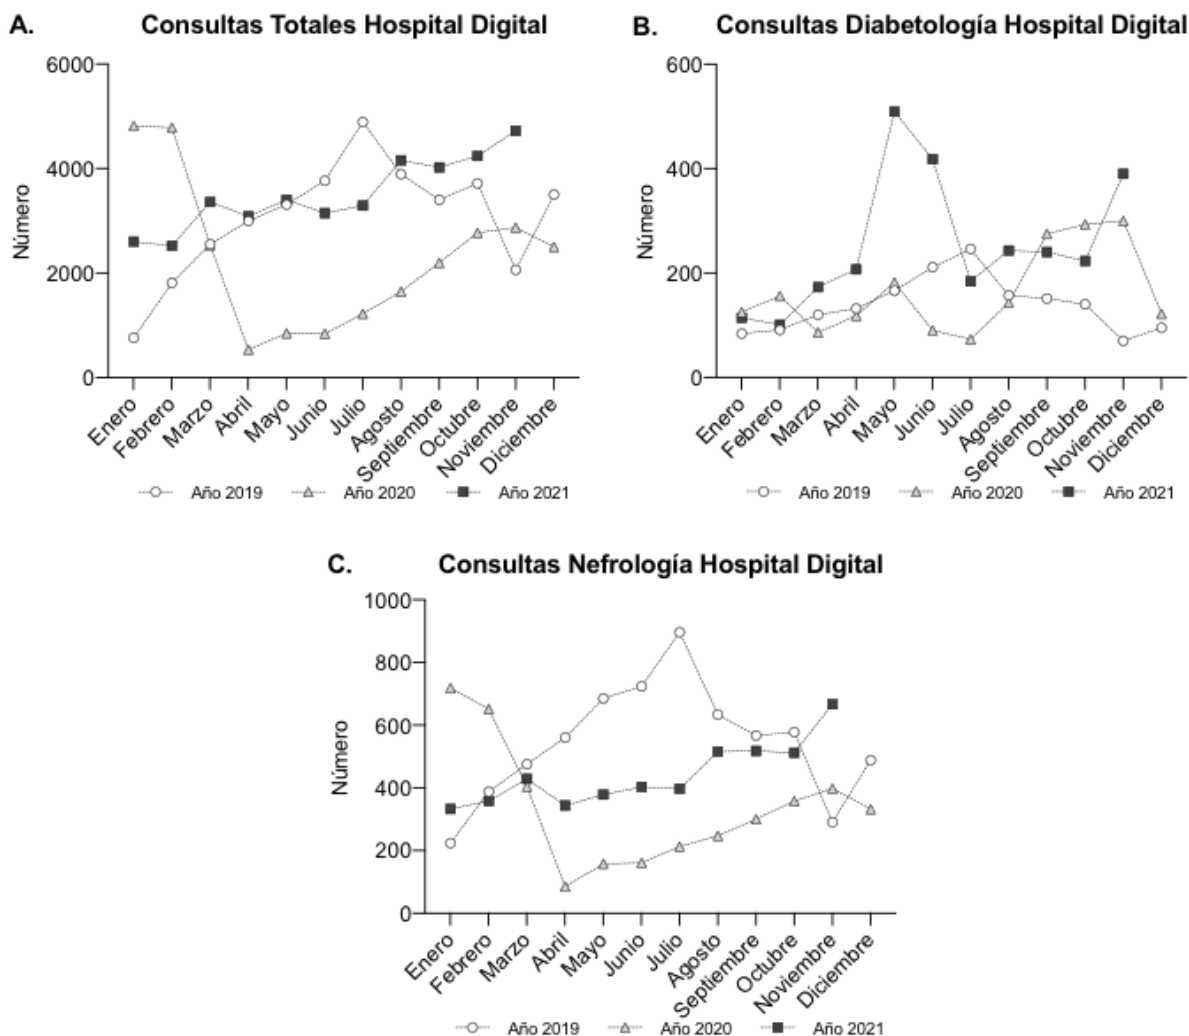 A. Consultas Totales Hospital Digital
6000
4000
2000
0
Número
Enero
Febrero
Marzo
Abril
Mayo
Junio
Julio
Agosto
Septiembre
Octubre
Noviembre
Diciembre
Año 2019 Año 2020 Año 2021
B. Consultas Diabetología Hospital Digital
600
400
200
0
Número
Enero
Febrero
Marzo
Abril
Mayo
Junio
Julio
Agosto
Septiembre
Octubre
Noviembre
Diciembre
Año 2019 Año 2020 Año 2021
C. Consultas Nefrología Hospital Digital
1000
800
600
400
200
0
Número
Enero
Febrero
Marzo
Abril
Mayo
Junio
Julio
Agosto
Septiembre
Octubre
Noviembre
Diciembre
Año 2019 Año 2020 Año 2021